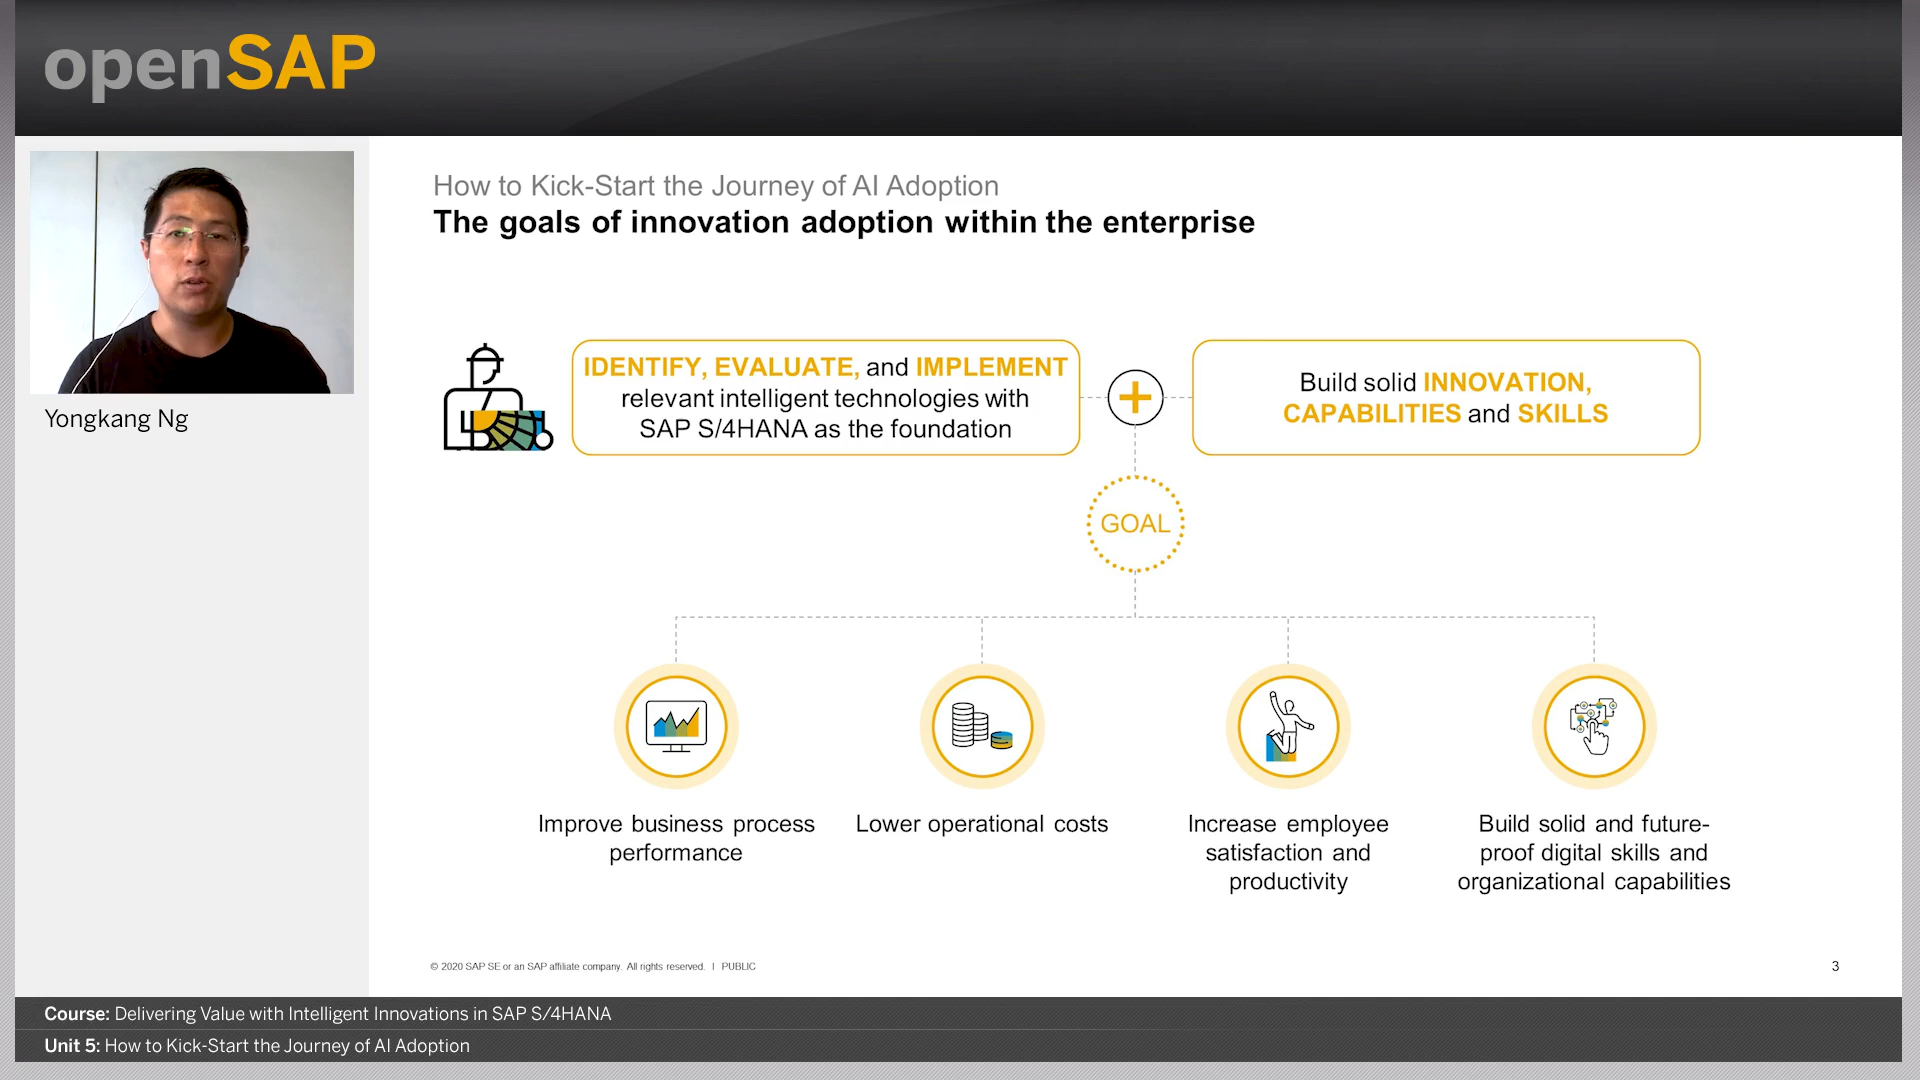 openSAP
Yongkang Ng
How to Kick-Start the Journey of AI Adoption
The goals of innovation adoption within the enterprise
IDENTIFY, EVALUATE, and IMPLEMENT
relevant intelligent technologies with
SAP S/4HANA as the foundation
+
Build solid INNOVATION,
CAPABILITIES and SKILLS
GOAL
Improve business process
performance
Lower operational costs
Increase employee
satisfaction and
productivity
Build solid and future-
proof digital skills and
organizational capabilities
© 2020 SAP SE or an SAP affiliate company. All rights reserved. | PUBLIC
3
Course: Delivering Value with Intelligent Innovations in SAP S/4HANA
Unit 5: How to Kick-Start the Journey of AI Adoption